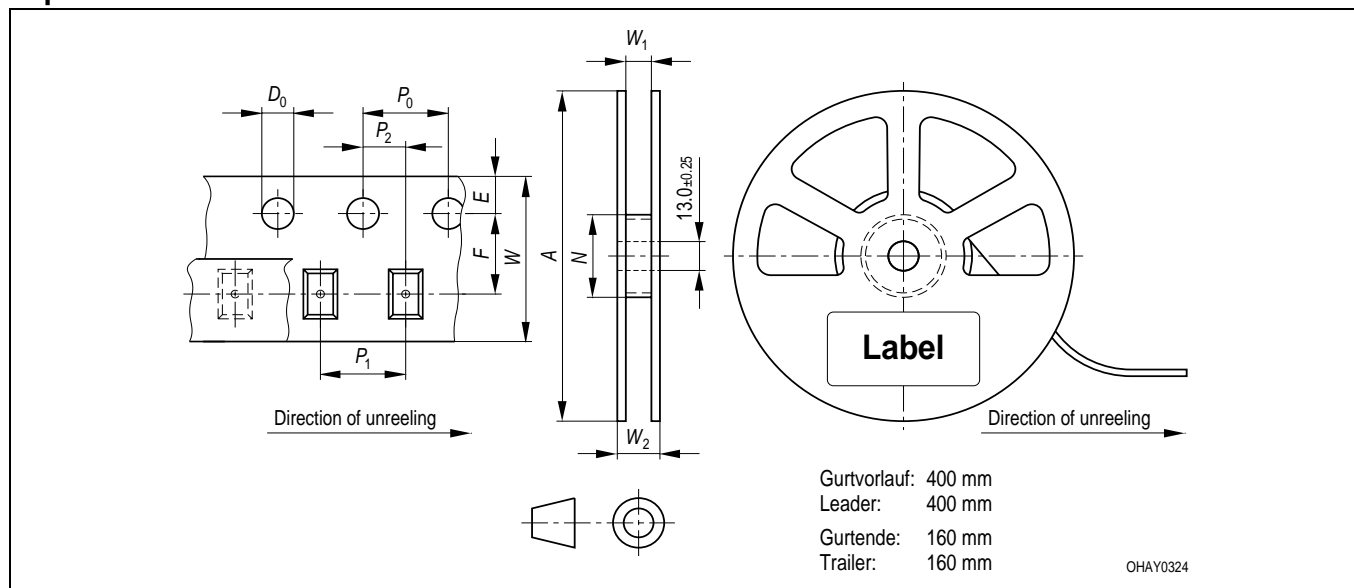 W1
D0
P0
P2
E
F
W
A
N
13.0±0.25
Label
P1
Direction of unreeling
W2
Direction of unreeling
Gurtvorlauf: 400 mm
Leader: 400 mm
Gurtende: 160 mm
Trailer: 160 mm
OHAY0324